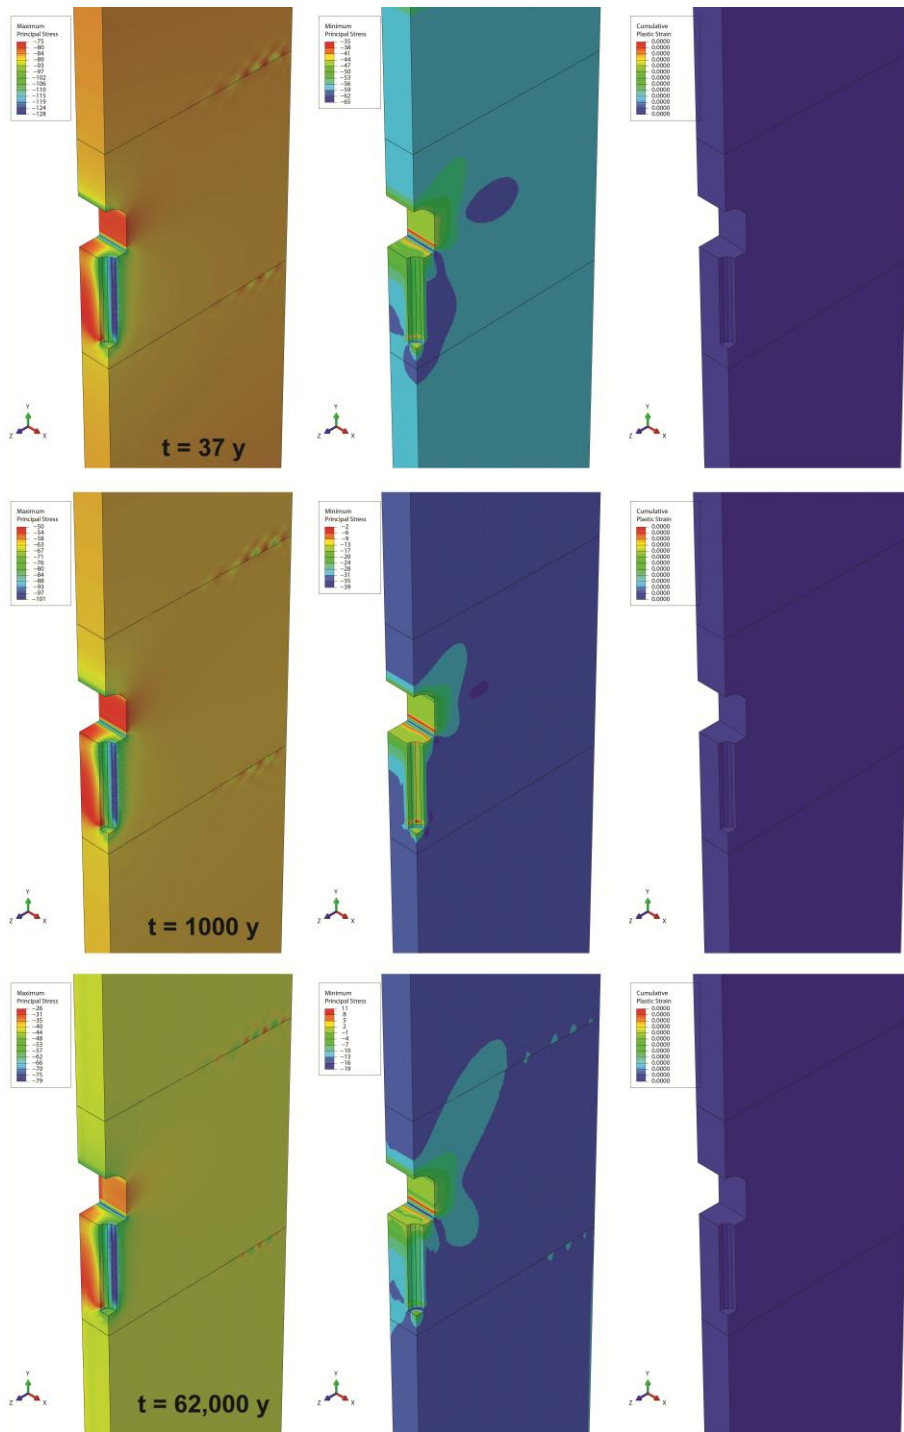 Maximum
Principal Stress
−75
−80
−84
−89
−93
−97
−102
−106
−110
−115
−119
−124
−128
Y
Z X
t = 37 y
Minimum
Principal Stress
−35
−38
−41
−44
−47
−50
−53
−56
−59
−62
−65
Y
Z X
Cumulative
Plastic Strain
0.0000
0.0000
0.0000
0.0000
0.0000
0.0000
0.0000
0.0000
0.0000
0.0000
0.0000
0.0000
0.0000
Y
Z X
Maximum
Principal Stress
−50
−54
−58
−63
−67
−71
−76
−80
−84
−88
−93
−97
−101
Y
Z X
t = 1000 y
Minimum
Principal Stress
−2
−6
−9
−13
−17
−20
−24
−28
−31
−35
−39
Y
Z X
Cumulative
Plastic Strain
0.0000
0.0000
0.0000
0.0000
0.0000
0.0000
0.0000
0.0000
0.0000
0.0000
0.0000
0.0000
0.0000
Y
Z X
Maximum
Principal Stress
−26
−31
−35
−40
−44
−48
−53
−57
−62
−66
−70
−75
−79
Y
Z X
t = 62,000 y
Minimum
Principal Stress
11
8
5
2
−1
−4
−7
−10
−13
−16
−19
Y
Z X
Cumulative
Plastic Strain
0.0000
0.0000
0.0000
0.0000
0.0000
0.0000
0.0000
0.0000
0.0000
0.0000
0.0000
0.0000
0.0000
Y
Z X